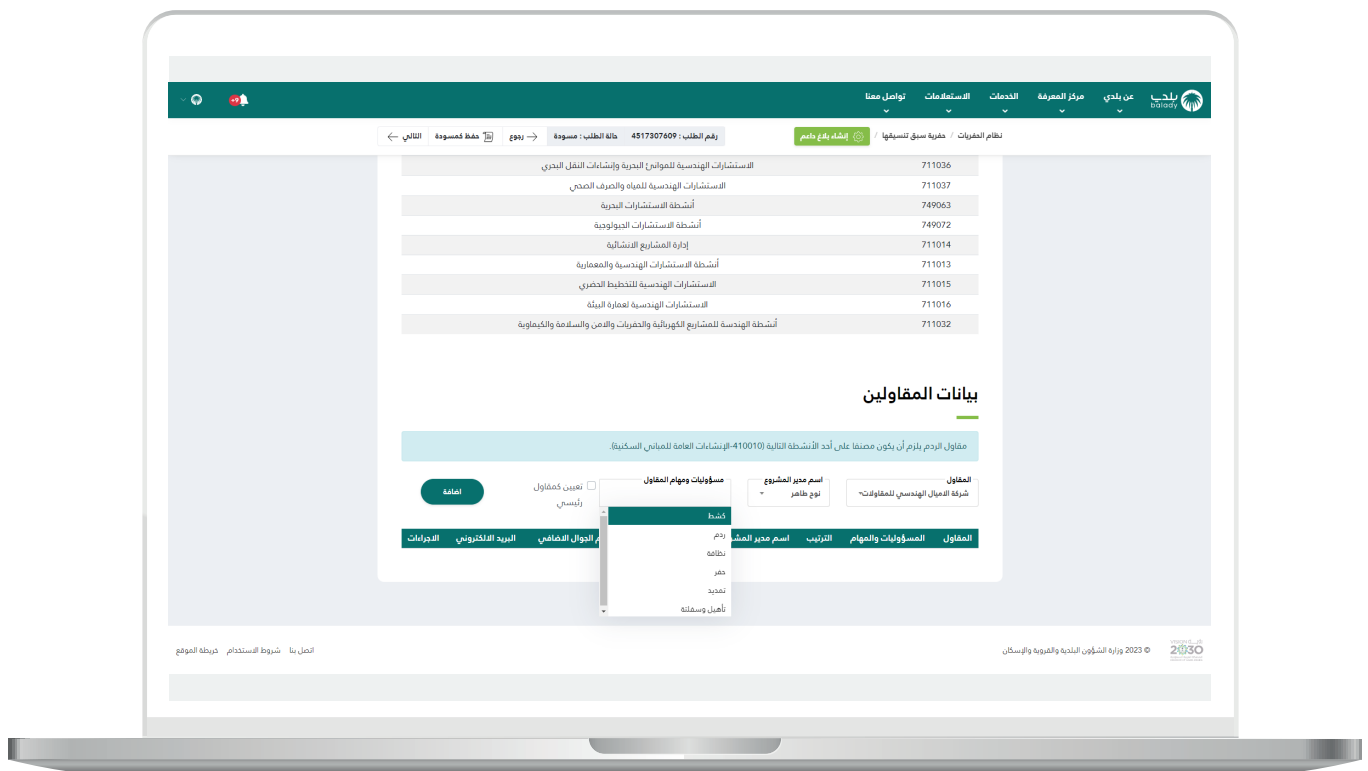 بلدي
balady
عن بلدي
مركز المعرفة
الخدمات
الاستعلامات
تواصل معنا
+9
نظام الحفريات / حفرية سبق تنسيقها /
إنشاء بلاغ داعم
رقم الطلب : 4517307609
حالة الطلب : مسودة
رجوع
حفظ كمسودة
التالي
711036 الاستشارات الهندسية للموانئ البحرية وإنشاءات النقل البحري
711037 الاستشارات الهندسية للمياه والصرف الصحي
749063 أنشطة الاستشارات البحرية
749072 أنشطة الاستشارات الجيولوجية
711014 إدارة المشاريع الانشائية
711013 أنشطة الاستشارات الهندسية والمعمارية
711015 الاستشارات الهندسية للتخطيط الحضري
711016 الاستشارات الهندسية لعمارة البيئة
711032 أنشطة الهندسة للمشاريع الكهربائية والحفريات والامن والسلامة والكيماوية
بيانات المقاولين
مقاول الردم يلزم أن يكون مصنفا على أحد الأنشطة التالية (410010-الإنشاءات العامة للمباني السكنية).
المقاول
شركة الاميال الهندسي للمقاولات
اسم مدير المشروع
نوح طاهر
مسؤوليات ومهام المقاول
تعيين كمقاول
رئيسي
اضافة
كشط
ردم
نظافة
حفر
تمديد
تأهيل وسفلتة
المقاول المسؤوليات والمهام الترتيب اسم مدير المشر م الجوال الاضافي البريد الالكتروني الاجراءات
VISION
2030
© 2023 وزارة الشؤون البلدية والقروية والإسكان
اتصل بنا شروط الاستخدام خريطة الموقع